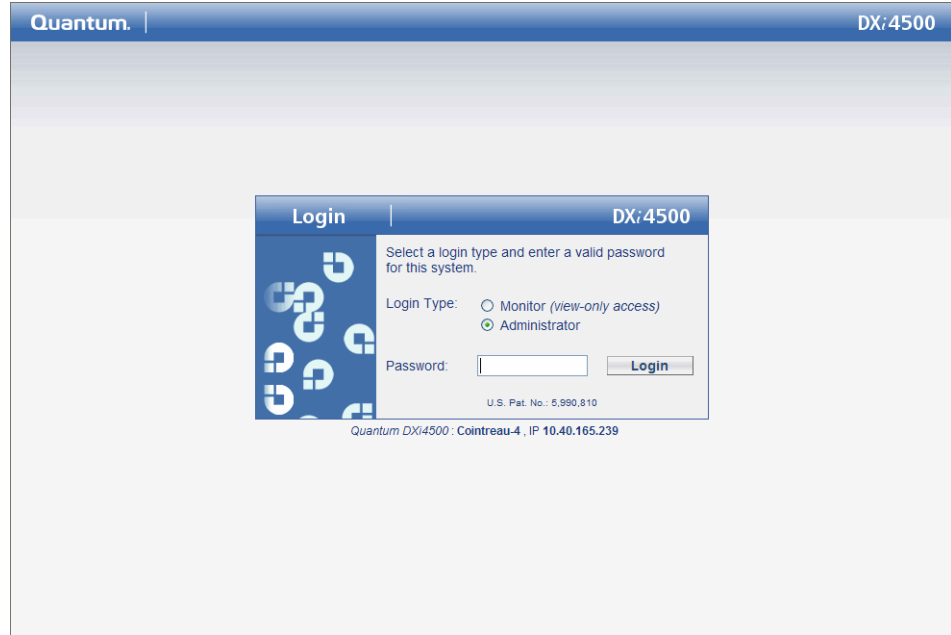 Quantum. DXi4500
Login DXi4500
Select a login type and enter a valid password
for this system.
Login Type: Monitor (view-only access)
Administrator
Password: Login
U.S. Pat. No.: 5,990,810
Quantum DXi4500 : Cointreau-4 , IP 10.40.165.239